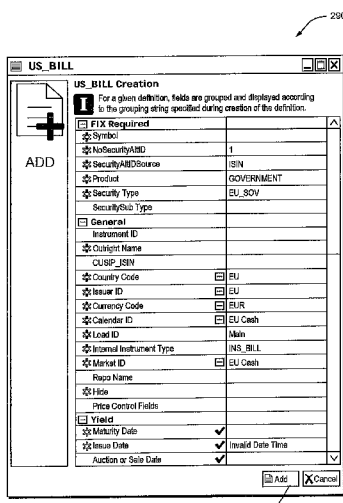 290
US_BILL
US_BILL Creation
For a given definition, fields are grouped and displayed according
to the grouping string specified during creation of the definition.
ADD
FIX Required
Symbol
NoSecurityAltID 1
SecurityAltIDSource ISIN
Product GOVERNMENT
Security Type EU_SOV
SecuritySub Type
General
Instrument ID
Outright Name
CUSIP_ISIN
Country Code EU
Issuer ID EU
Currency Code EUR
Calendar ID EU Cash
Load ID Main
Internal Instrument Type INS_BILL
Market ID EU Cash
Repo Name
Hide
Price Control Fields
Yield
Maturity Date
Issue Date Invalid Date Time
Auction or Sale Date
Add Cancel